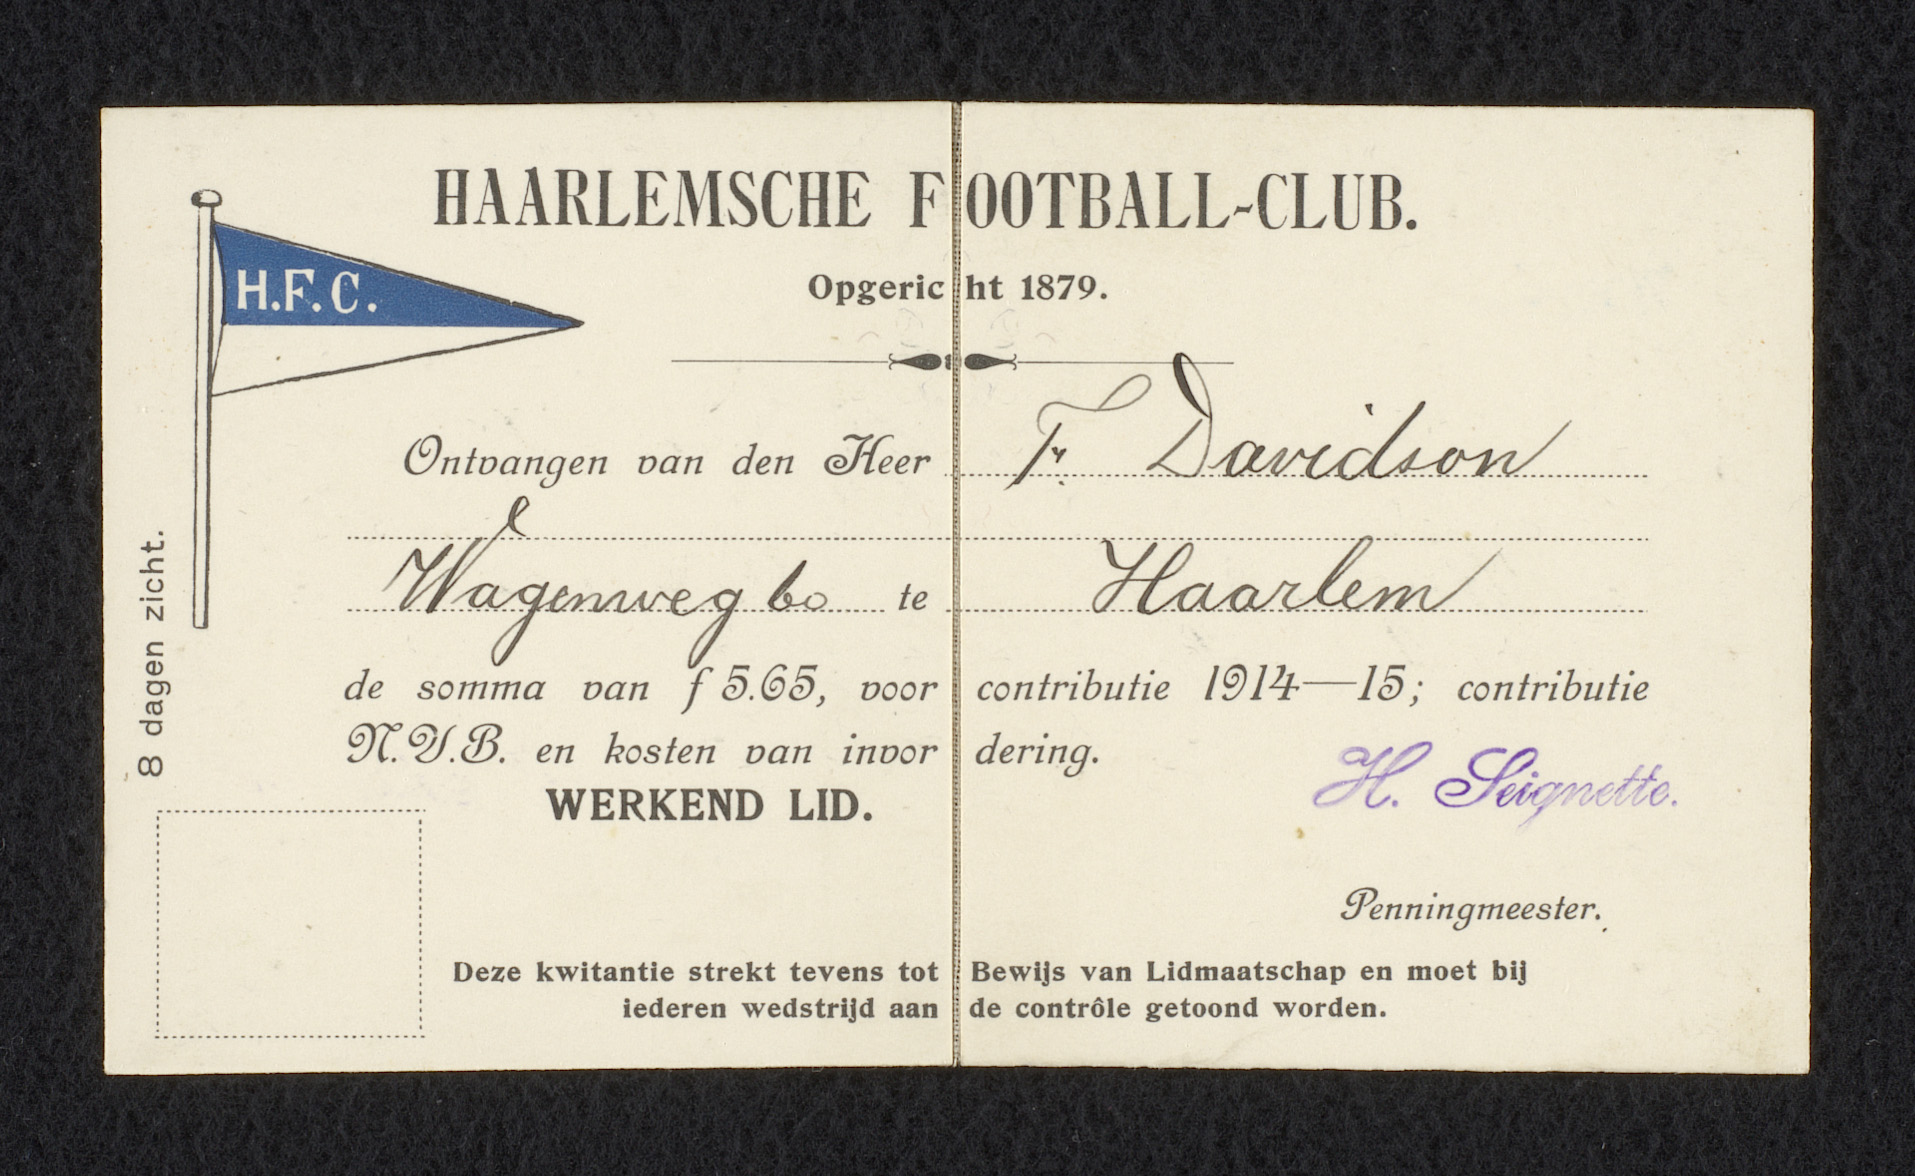 HAARLEMSCHE FOOTBALL-CLUB.
Opgericht 1879.
H.F.C.
Ontvangen van den Heer Fr. Davidson
Wagenweg 60 te Haarlem
de somma van f 5.65, voor contributie 1914—15; contributie
N.V.B. en kosten van invordering.
WERKEND LID.
H. Seignette.
Penningmeester.
Deze kwitantie strekt tevens tot Bewijs van Lidmaatschap en moet bij
iederen wedstrijd aan de contrôle getoond worden.
8 dagen zicht.